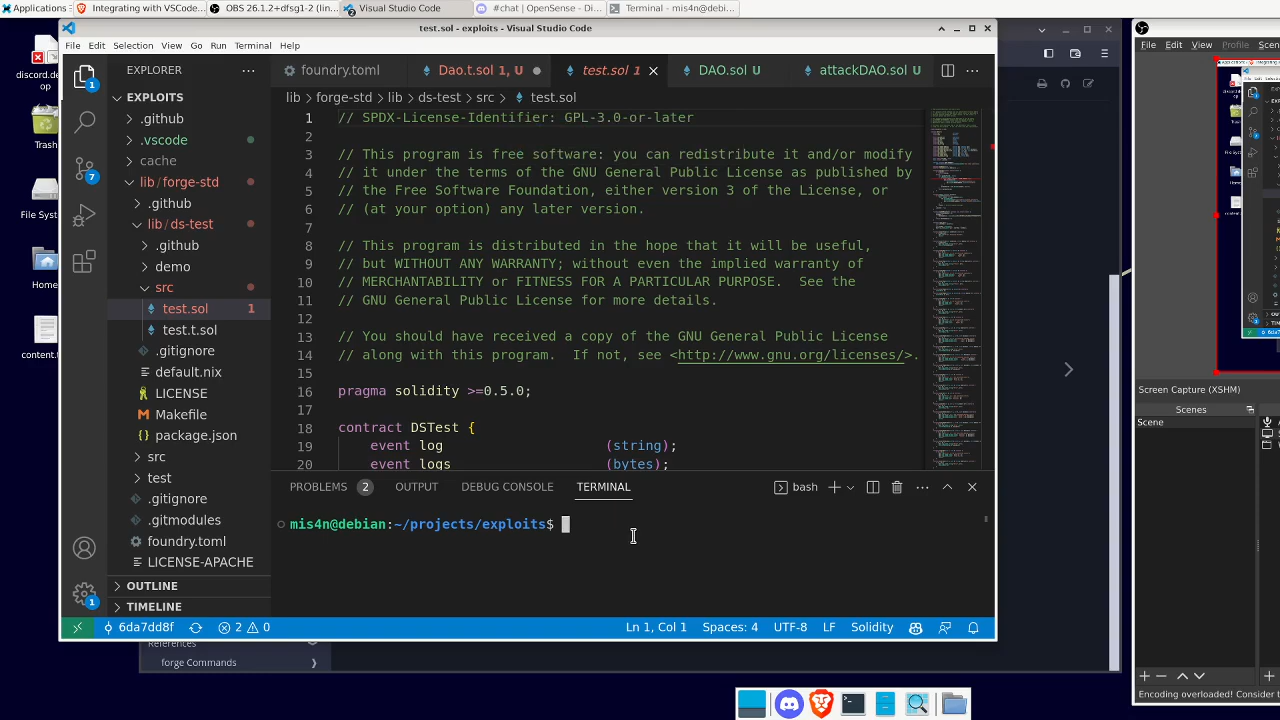 Applications
Integrating with VSCode...
OBS 26.1.2+dfsg1-2 (lin...
Visual Studio Code
2
#chat | OpenSense - Di...
Terminal - mis4n@debia...
test.sol - exploits - Visual Studio Code
File Edit Selection View Go Run Terminal Help
File Edit View Profile Scen
EXPLORER
foundry.toml
test.sol 1
DAO.sol U
attackDAO.sol U
EXPLOITS
lib > forge-std > lib > ds-test > src > test.sol
.github
.vscode
cache
lib/forge-std
.github
lib/ds-test
.github
demo
src
test.sol 1
test.t.sol
.gitignore
default.nix
LICENSE
Makefile
package.json
src
test
.gitignore
.gitmodules
foundry.toml
LICENSE-APACHE
OUTLINE
TIMELINE
1 // SPDX-License-Identifier: GPL-3.0-or-later
2
3 // This program is free software: you can redistribute it and/or modify
4 // it under the terms of the GNU General Public License as published by
5 // the Free Software Foundation, either version 3 of the License, or
6 // (at your option) any later version.
7
8 // This program is distributed in the hope that it will be useful,
9 // but WITHOUT ANY WARRANTY; without even the implied warranty of
10 // MERCHANTABILITY or FITNESS FOR A PARTICULAR PURPOSE.  See the
11 // GNU General Public License for more details.
12
13 // You should have received a copy of the GNU General Public License
14 // along with this program.  If not, see <http://www.gnu.org/licenses/>.
15
16 pragma solidity >=0.5.0;
17
18 contract DSTest {
19 event log (string);
20 event logs (bytes);
PROBLEMS 2 OUTPUT DEBUG CONSOLE TERMINAL
bash
mis4n@debian:~/projects/exploits$
6da7dd8f 2 0
Ln 1, Col 1 Spaces: 4 UTF-8 LF Solidity
1
7
1
Trash
File System
Home
discord.deskt
op
References
forge Commands
Screen Capture (XSHM)
Scenes
Scene
Encoding overloaded! Consider t